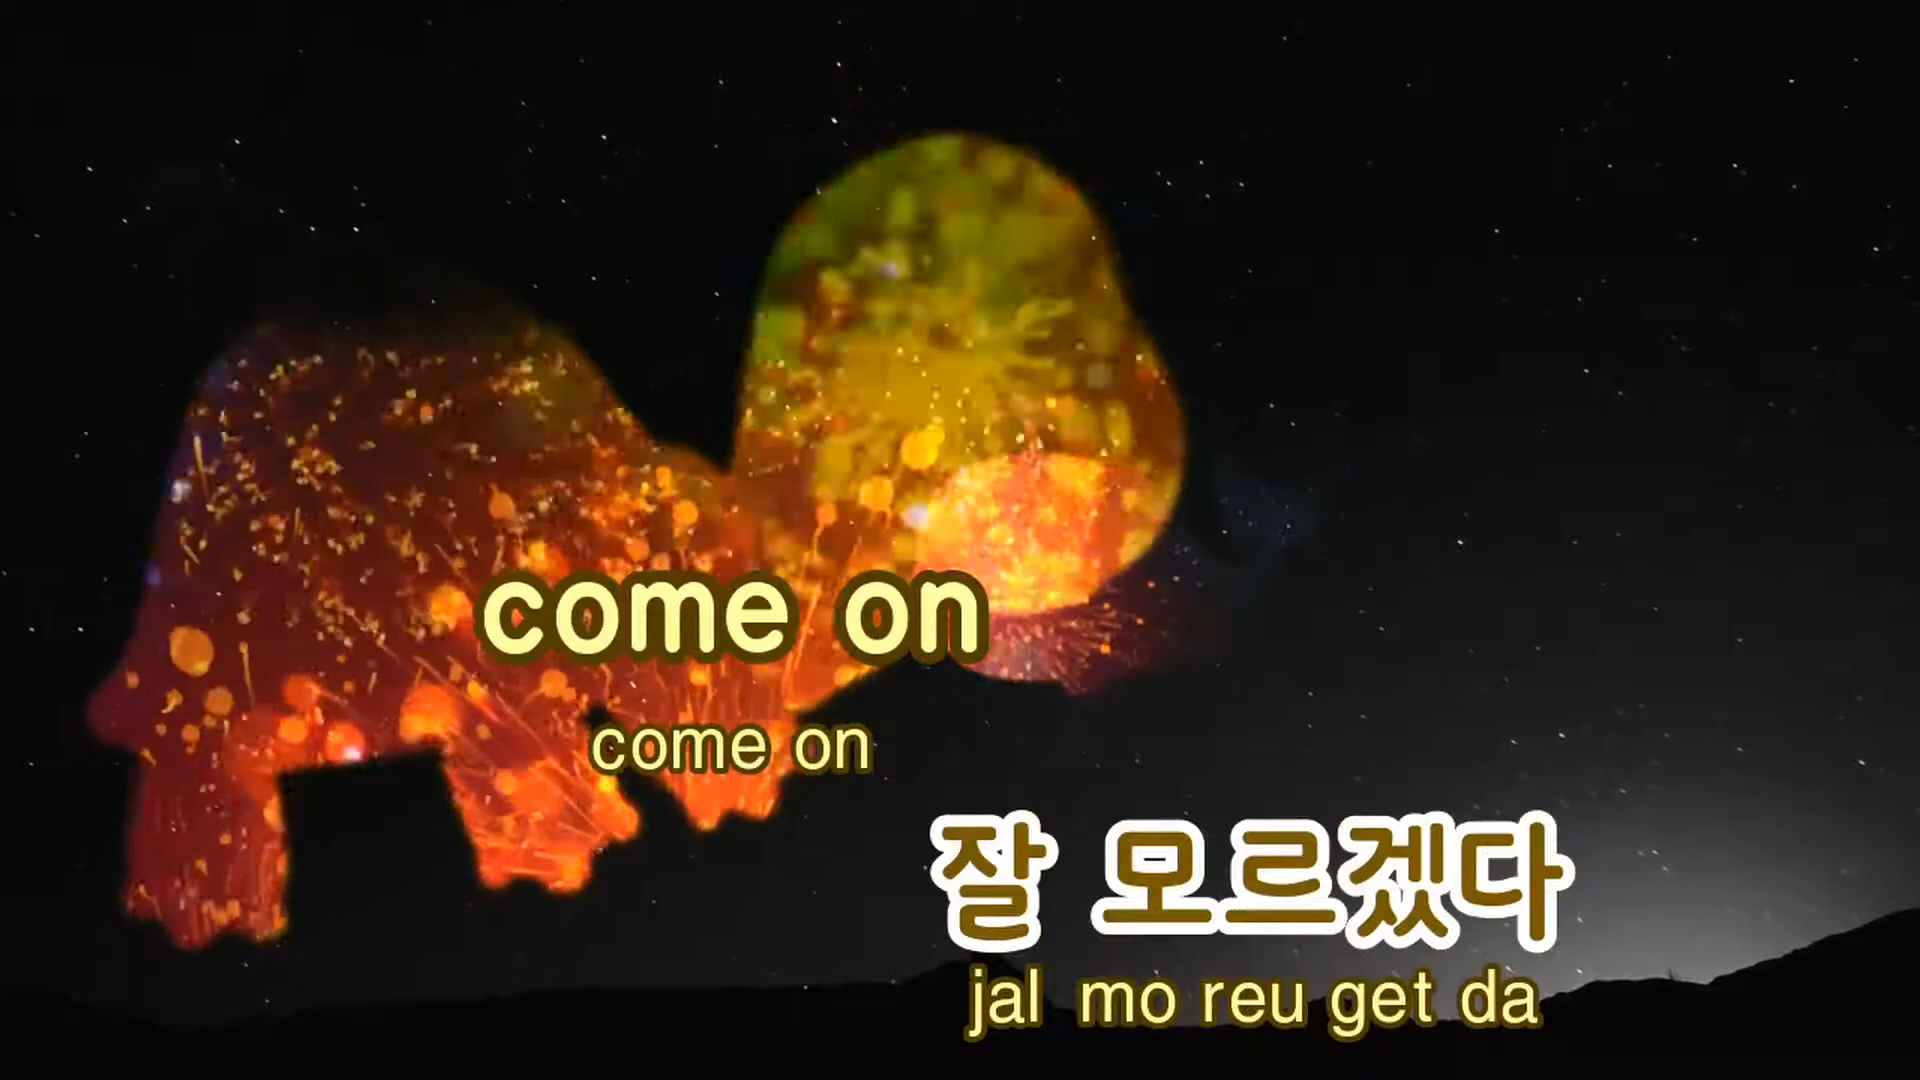 come on
come on
잘 모르겠다
jal mo reu get da